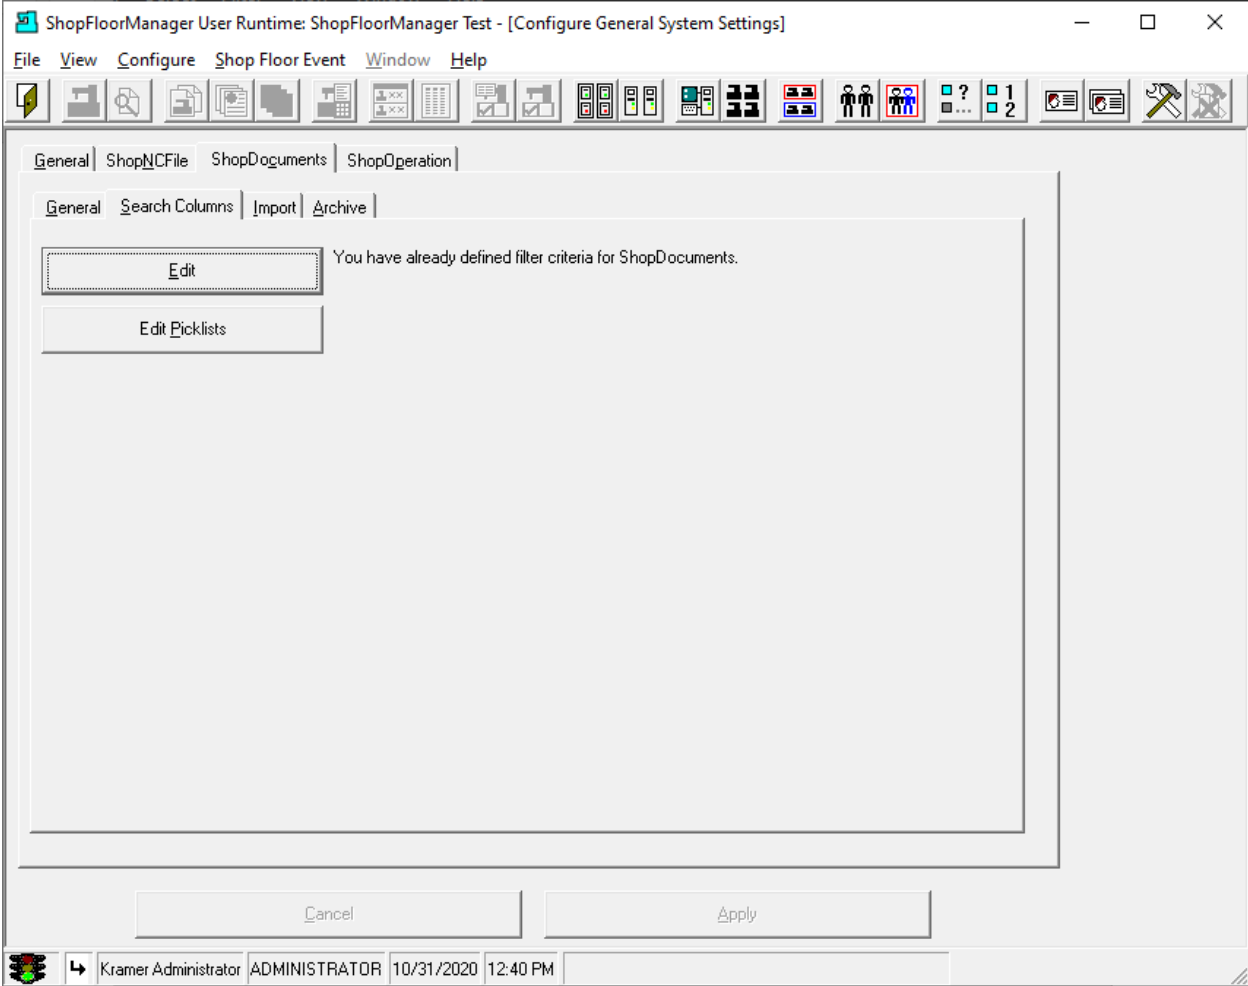 ShopFloorManager User Runtime: ShopFloorManager Test - [Configure General System Settings]
File View Configure Shop Floor Event Window Help
? 1
... 2
General ShopNCFile ShopDocuments ShopOperation
General Search Columns Import Archive
Edit You have already defined filter criteria for ShopDocuments.
Edit Picklists
Cancel Apply
Kramer Administrator ADMINISTRATOR 10/31/2020 12:40 PM